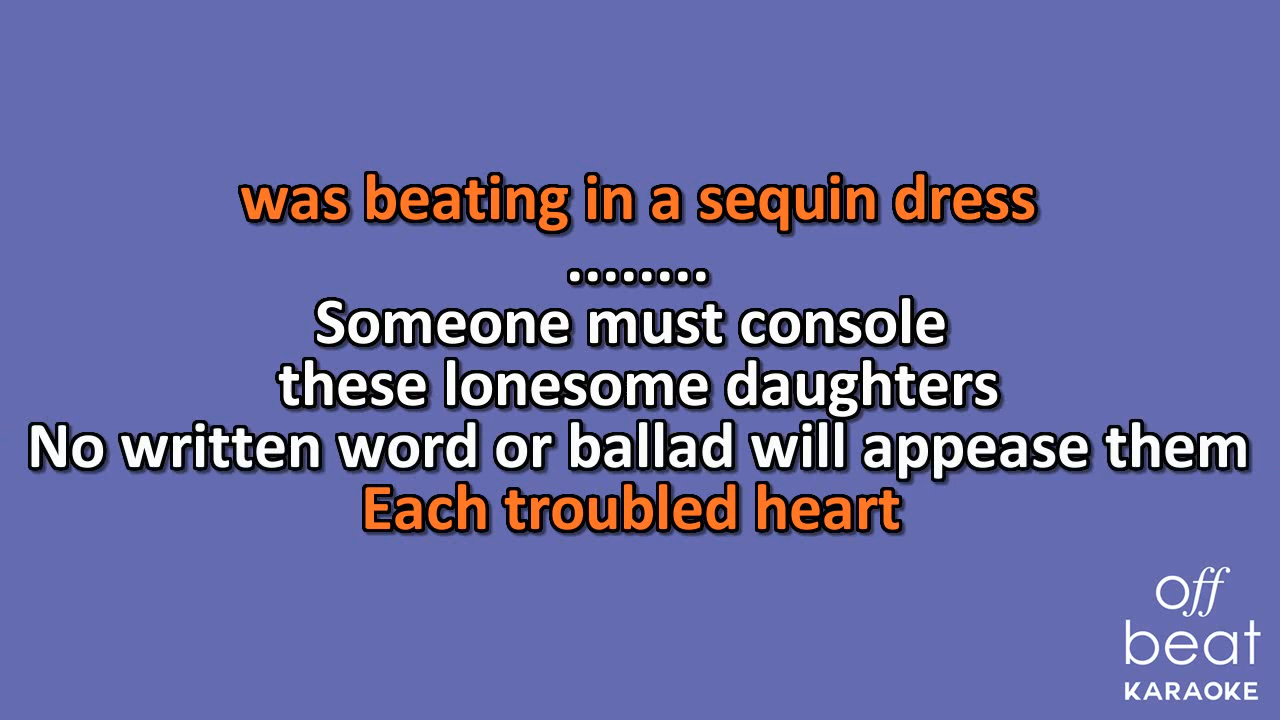 was beating in a sequin dress
........
Someone must console
these lonesome daughters
No written word or ballad will appease them
Each troubled heart
off
beat
KARAOKE